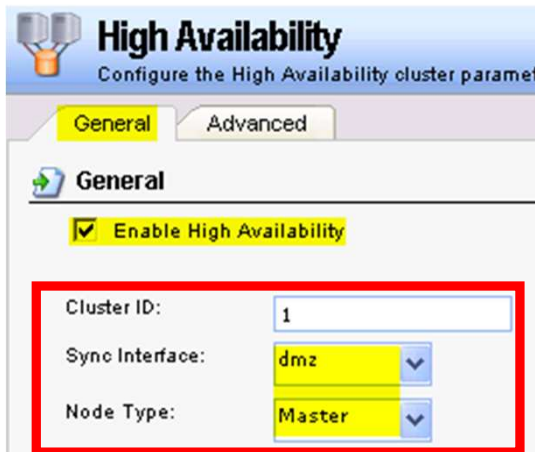 High Availability
Configure the High Availability cluster paramet
General Advanced
General
Enable High Availability
Cluster ID: 1
Sync Interface: dmz
Node Type: Master